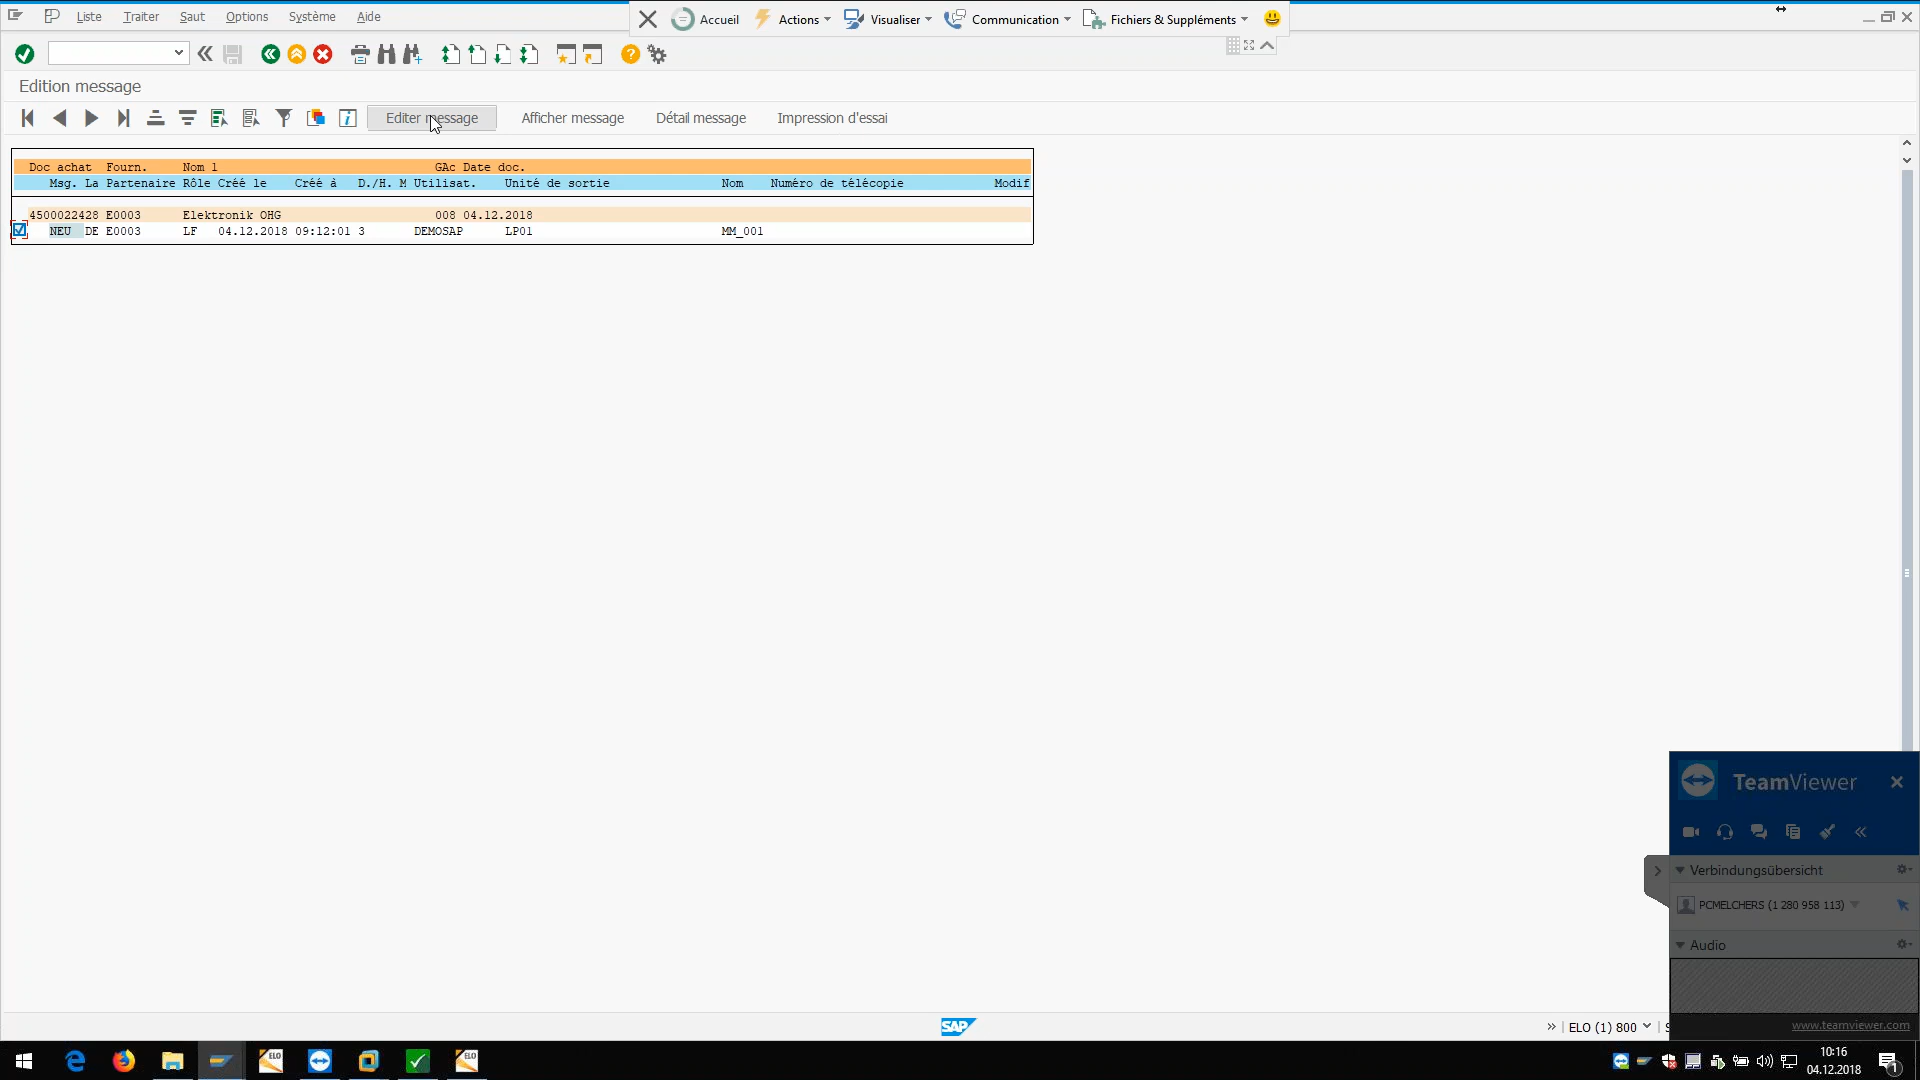 Liste Traiter Saut Options Système Aide
Accueil Actions Visualiser Communication Fichiers & Suppléments
Edition message
Editer message Afficher message Détail message Impression d'essai
Doc achat Fourn. Nom 1 GAc Date doc.
Msg. La Partenaire Rôle Créé le Créé à D./H. M Utilisat. Unité de sortie Nom Numéro de télécopie Modif
4500022428 E0003 Elektronik OHG 008 04.12.2018
NEU DE E0003 LF 04.12.2018 09:12:01 3 DEMOSAP LP01 MM_001
TeamViewer
Verbindungsübersicht
PCMELCHERS (1 280 958 113)
Audio
www.teamviewer.com
SAP ELO (1) 800
ELO ELO
10:16
04.12.2018
1